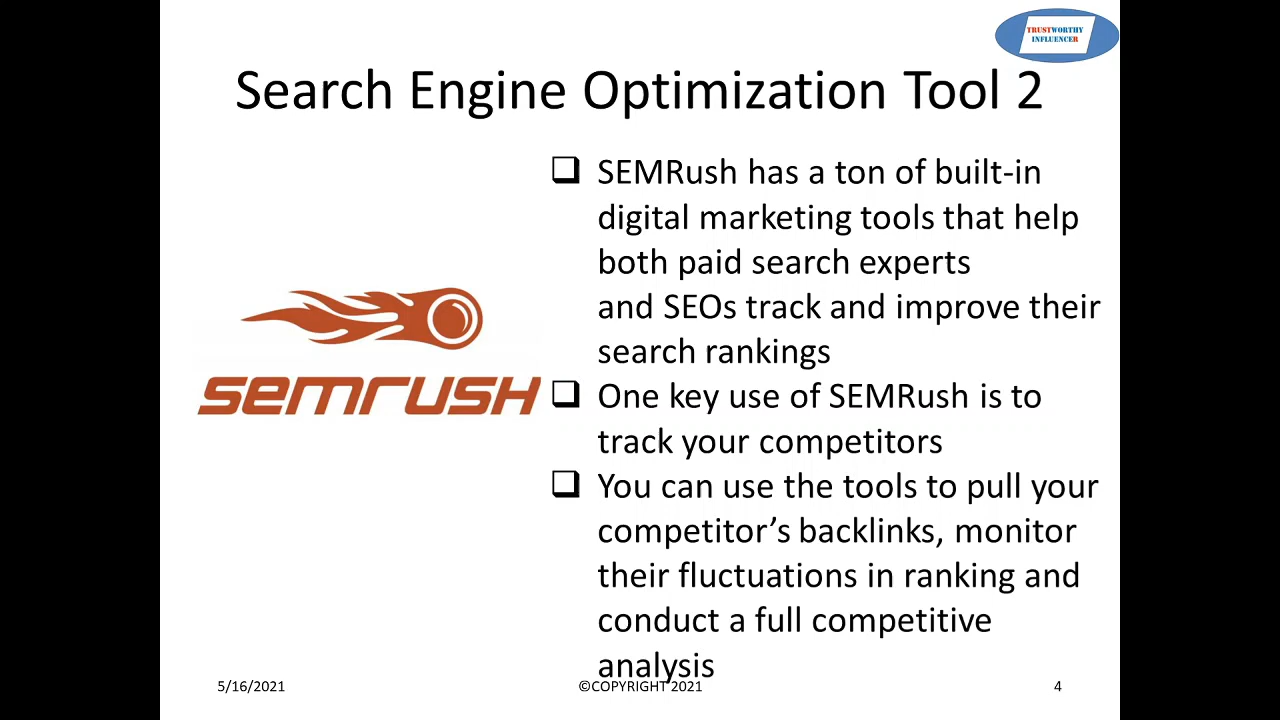 TRUSTWORTHY
INFLUENCER
Search Engine Optimization Tool 2
semrush
❑ SEMRush has a ton of built-in
digital marketing tools that help
both paid search experts
and SEOs track and improve their
search rankings
❑ One key use of SEMRush is to
track your competitors
❑ You can use the tools to pull your
competitor’s backlinks, monitor
their fluctuations in ranking and
conduct a full competitive
analysis
5/16/2021
©COPYRIGHT 2021
4